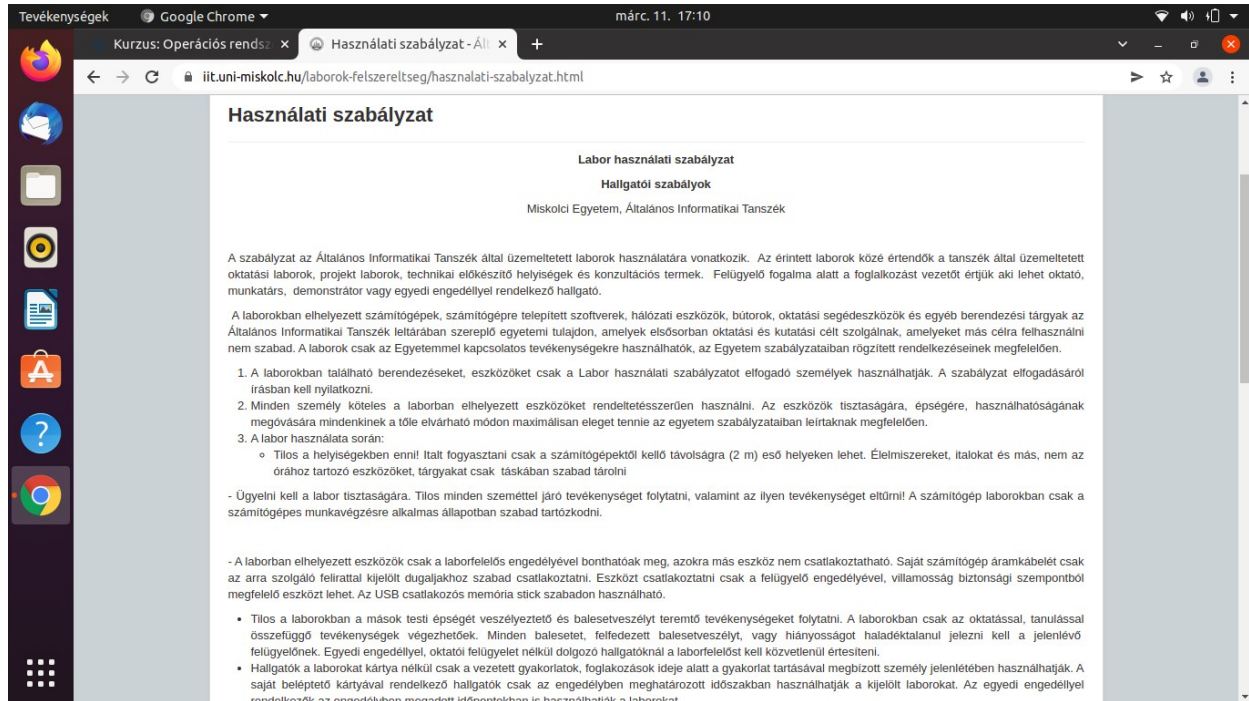 Tevékenységek
Google Chrome
márc. 11. 17:10
Kurzus: Operációs rendsz
Használati szabályzat - Ált
iit.uni-miskolc.hu/laborok-felszereltseg/hasznalati-szabalyzat.html
Használati szabályzat
Labor használati szabályzat
Hallgatói szabályok
Miskolci Egyetem, Általános Informatikai Tanszék
A szabályzat az Általános Informatikai Tanszék által üzemeltetett laborok használatára vonatkozik. Az érintett laborok közé értendők a tanszék által üzemeltetett
oktatási laborok, projekt laborok, technikai előkészítő helyiségek és konzultációs termek. Felügyelő fogalma alatt a foglalkozást vezetőt értjük aki lehet oktató,
munkatárs, demonstrátor vagy egyedi engedéllyel rendelkező hallgató.
A laborokban elhelyezett számítógépek, számítógépre telepített szoftverek, hálózati eszközök, bútorok, oktatási segédeszközök és egyéb berendezési tárgyak az
Általános Informatikai Tanszék leltárában szereplő egyetemi tulajdon, amelyek elsősorban oktatási és kutatási célt szolgálnak, amelyeket más célra felhasználni
nem szabad. A laborok csak az Egyetemmel kapcsolatos tevékenységekre használhatók, az Egyetem szabályzataiban rögzített rendelkezéseinek megfelelően.
1. A laborokban található berendezéseket, eszközöket csak a Labor használati szabályzatot elfogadó személyek használhatják. A szabályzat elfogadásáról
írásban kell nyilatkozni.
2. Minden személy köteles a laborban elhelyezett eszközöket rendeltetésszerűen használni. Az eszközök tisztaságára, épségére, használhatóságának
megóvására mindenkinek a tőle elvárható módon maximálisan eleget tennie az egyetem szabályzataiban leírtaknak megfelelően.
3. A labor használata során:
Tilos a helyiségekben enni! Italt fogyasztani csak a számítógépektől kellő távolságra (2 m) eső helyeken lehet. Élelmiszereket, italokat és más, nem az
órához tartozó eszközöket, tárgyakat csak táskában szabad tárolni
- Ügyelni kell a labor tisztaságára. Tilos minden szeméttel járó tevékenységet folytatni, valamint az ilyen tevékenységet eltűrni! A számítógép laborokban csak a
számítógépes munkavégzésre alkalmas állapotban szabad tartózkodni.
- A laborban elhelyezett eszközök csak a laborfelelős engedélyével bonthatóak meg, azokra más eszköz nem csatlakoztatható. Saját számítógép áramkábelét csak
az arra szolgáló felirattal kijelölt dugaljakhoz szabad csatlakoztatni. Eszközt csatlakoztatni csak a felügyelő engedélyével, villamosság biztonsági szempontból
megfelelő eszközt lehet. Az USB csatlakozós memória stick szabadon használható.
• Tilos a laborokban a mások testi épségét veszélyeztető és balesetveszélyt teremtő tevékenységeket folytatni. A laborokban csak az oktatással, tanulással
összefüggő tevékenységek végezhetőek. Minden balesetet, felfedezett balesetveszélyt, vagy hiányosságot haladéktalanul jelezni kell a jelenlévő
felügyelőnek. Egyedi engedéllyel, oktatói felügyelet nélkül dolgozó hallgatóknál a laborfelelőst kell közvetlenül értesíteni.
• Hallgatók a laborokat kártya nélkül csak a vezetett gyakorlatok, foglakozások ideje alatt a gyakorlat tartásával megbízott személy jelenlétében használhatják. A
saját beléptető kártyával rendelkező hallgatók csak az engedélyben meghatározott időszakban használhatják a kijelölt laborokat. Az egyedi engedéllyel
rendelkezők az engedélyben megadott időpontokban is használhatják a laborokat.